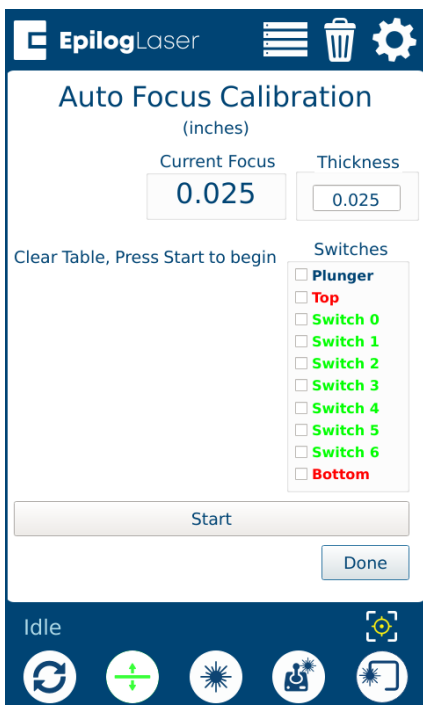 EpilogLaser
Auto Focus Calibration
(inches)
Current Focus
Thickness
0.025
0.025
Clear Table, Press Start to begin
Switches
Plunger
Top
Switch 0
Switch 1
Switch 2
Switch 3
Switch 4
Switch 5
Switch 6
Bottom
Start
Done
Idle